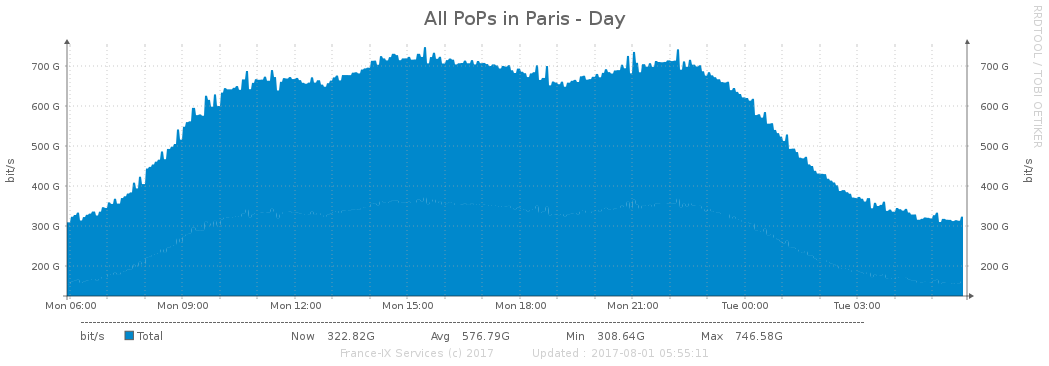 All PoPs in Paris - Day
RRDTOOL / TOBI OETIKER
bit/s
bit/s
700 G 700 G
600 G 600 G
500 G 500 G
400 G 400 G
300 G 300 G
200 G 200 G
Mon 06:00 Mon 09:00 Mon 12:00 Mon 15:00 Mon 18:00 Mon 21:00 Tue 00:00 Tue 03:00
bit/s Total Now 322.82G Avg 576.79G Min 308.64G Max 746.58G
France-IX Services (c) 2017 Updated : 2017-08-01 05:55:11